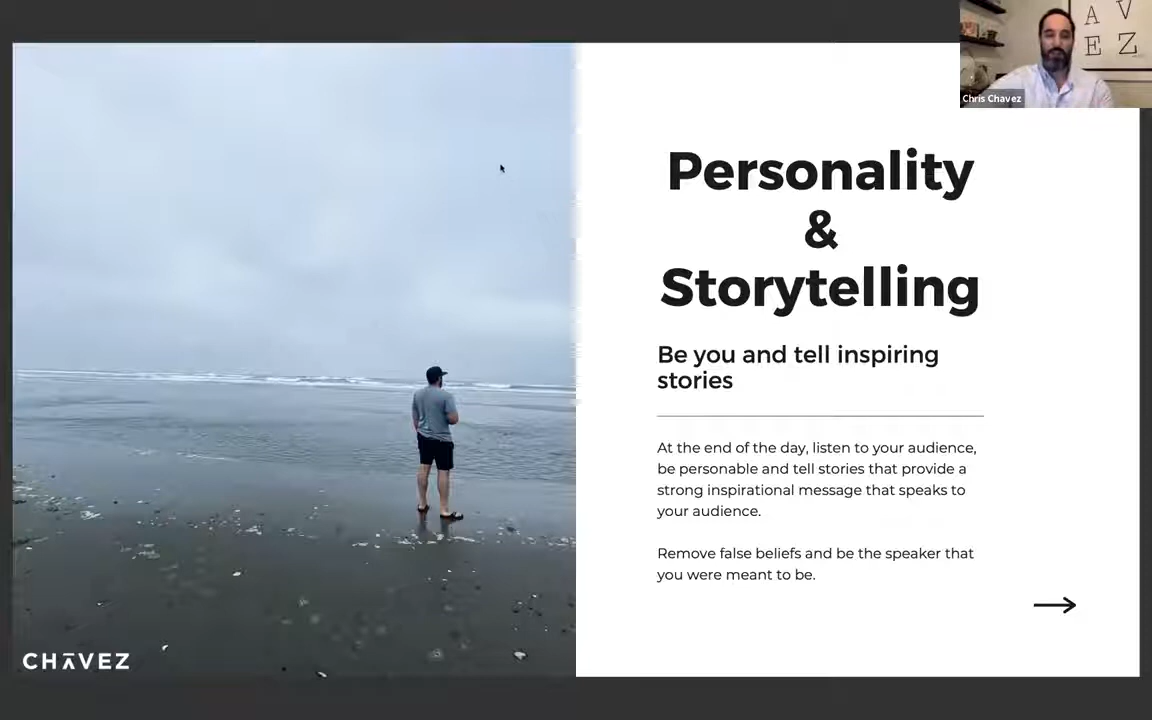 A V
E Z
Chris Chavez
Personality
&
Storytelling
Be you and tell inspiring
stories
At the end of the day, listen to your audience,
be personable and tell stories that provide a
strong inspirational message that speaks to
your audience.
Remove false beliefs and be the speaker that
you were meant to be.
CHĀVEZ